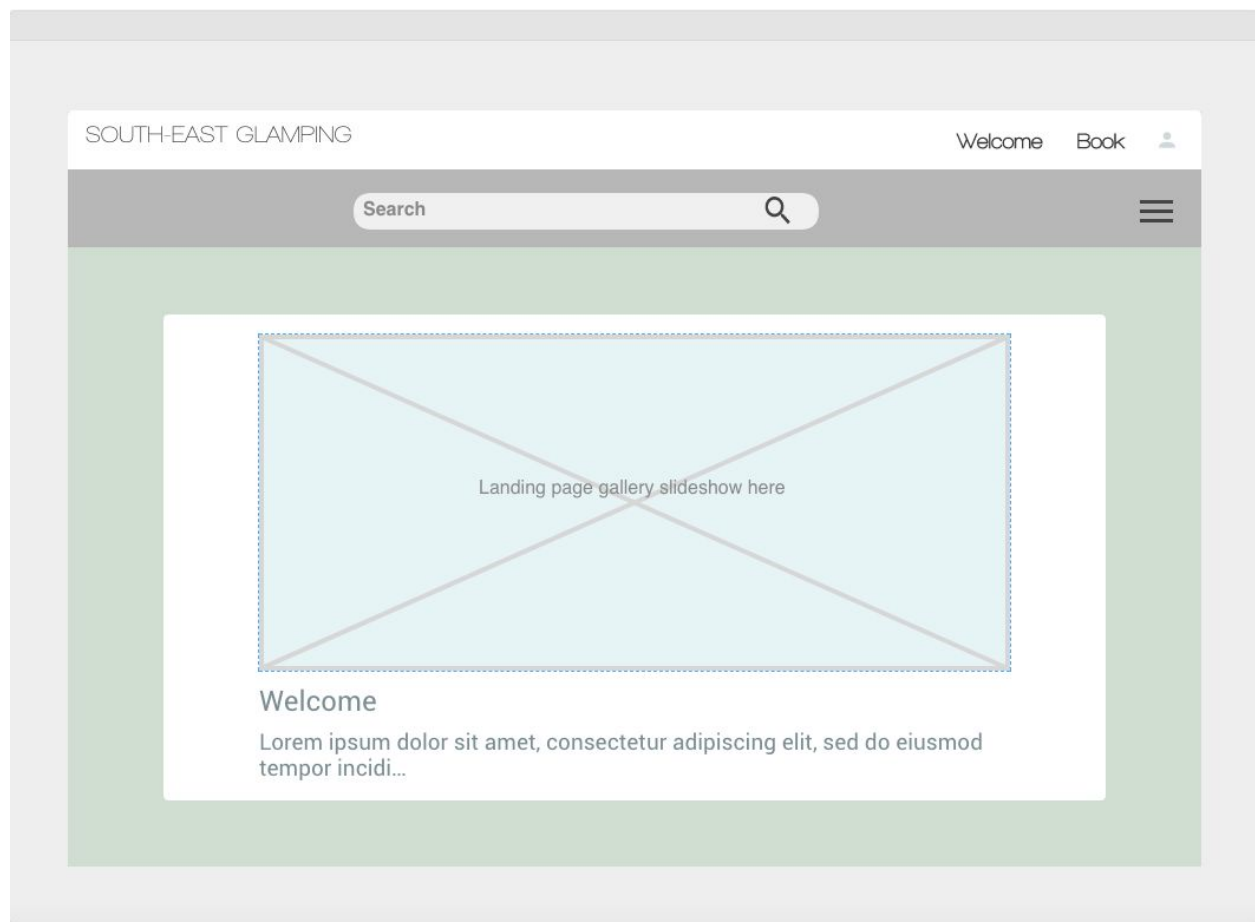 SOUTH-EAST GLAMPING
Welcome Book
Search
Landing page gallery slideshow here
Welcome
Lorem ipsum dolor sit amet, consectetur adipiscing elit, sed do eiusmod
tempor incidi...